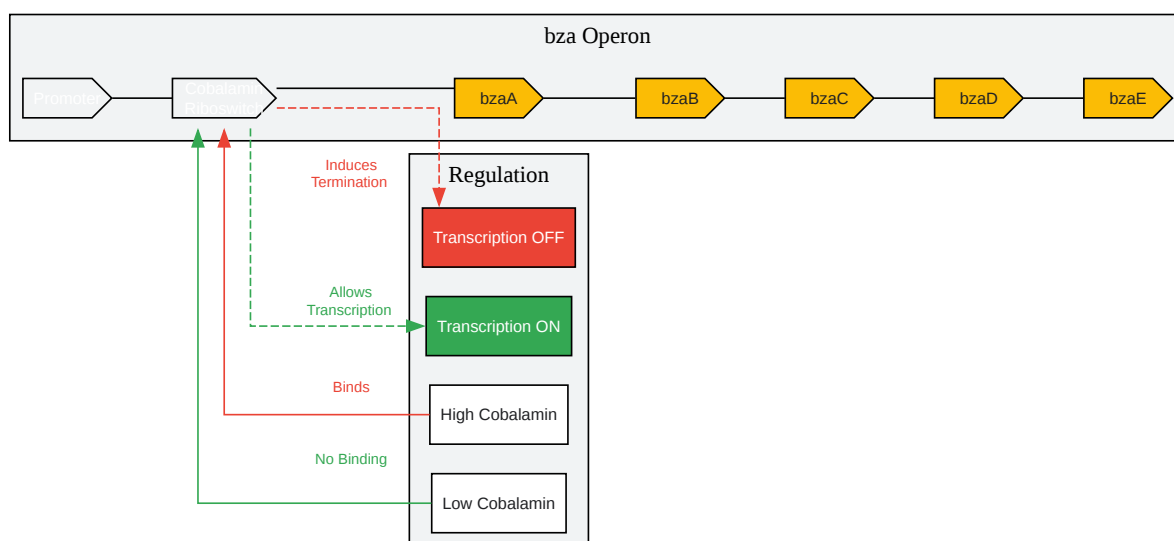 bza Operon
Promoter
Cobalamin
Riboswitch
bzaA
bzaB
bzaC
bzaD
bzaE
Induces
Termination
Regulation
Transcription OFF
Allows
Transcription
Transcription ON
Binds
High Cobalamin
No Binding
Low Cobalamin